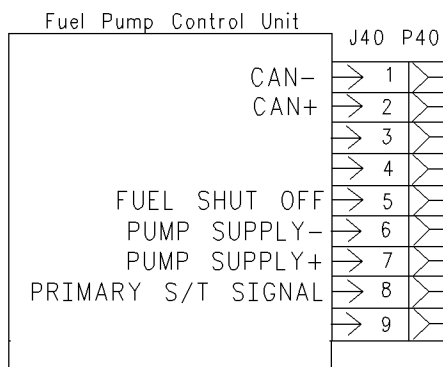 Fuel Pump Control Unit
J40 P40
CAN- 1
CAN+ 2
3
4
FUEL SHUT OFF 5
PUMP SUPPLY- 6
PUMP SUPPLY+ 7
PRIMARY S/T SIGNAL 8
9